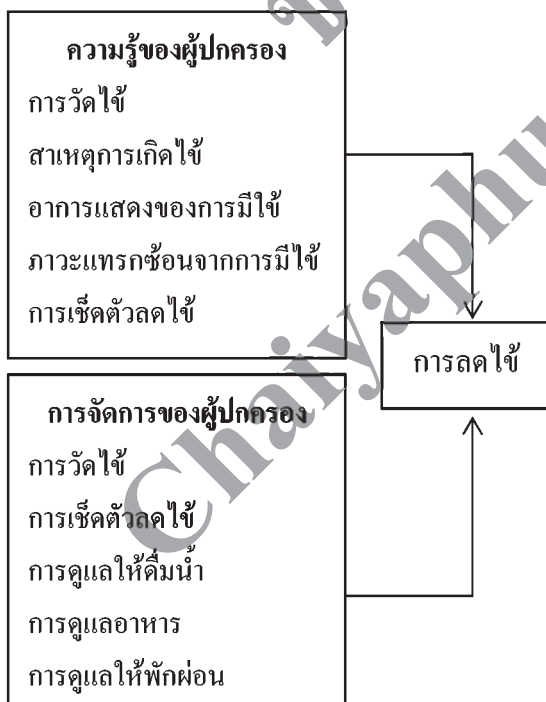 ความรู้ของผู้ปกครอง
การวัดไข้
สาเหตุการเกิดไข้
อาการแสดงของการมีไข้
ภาวะแทรกซ้อนจากการมีไข้
การเช็ดตัวลดไข้
การลดไข้
การจัดการของผู้ปกครอง
การวัดไข้
การเช็ดตัวลดไข้
การดูแลให้ดื่มน้ำ
การดูแลอาหาร
การดูแลให้พักผ่อน
Chaiyaphu